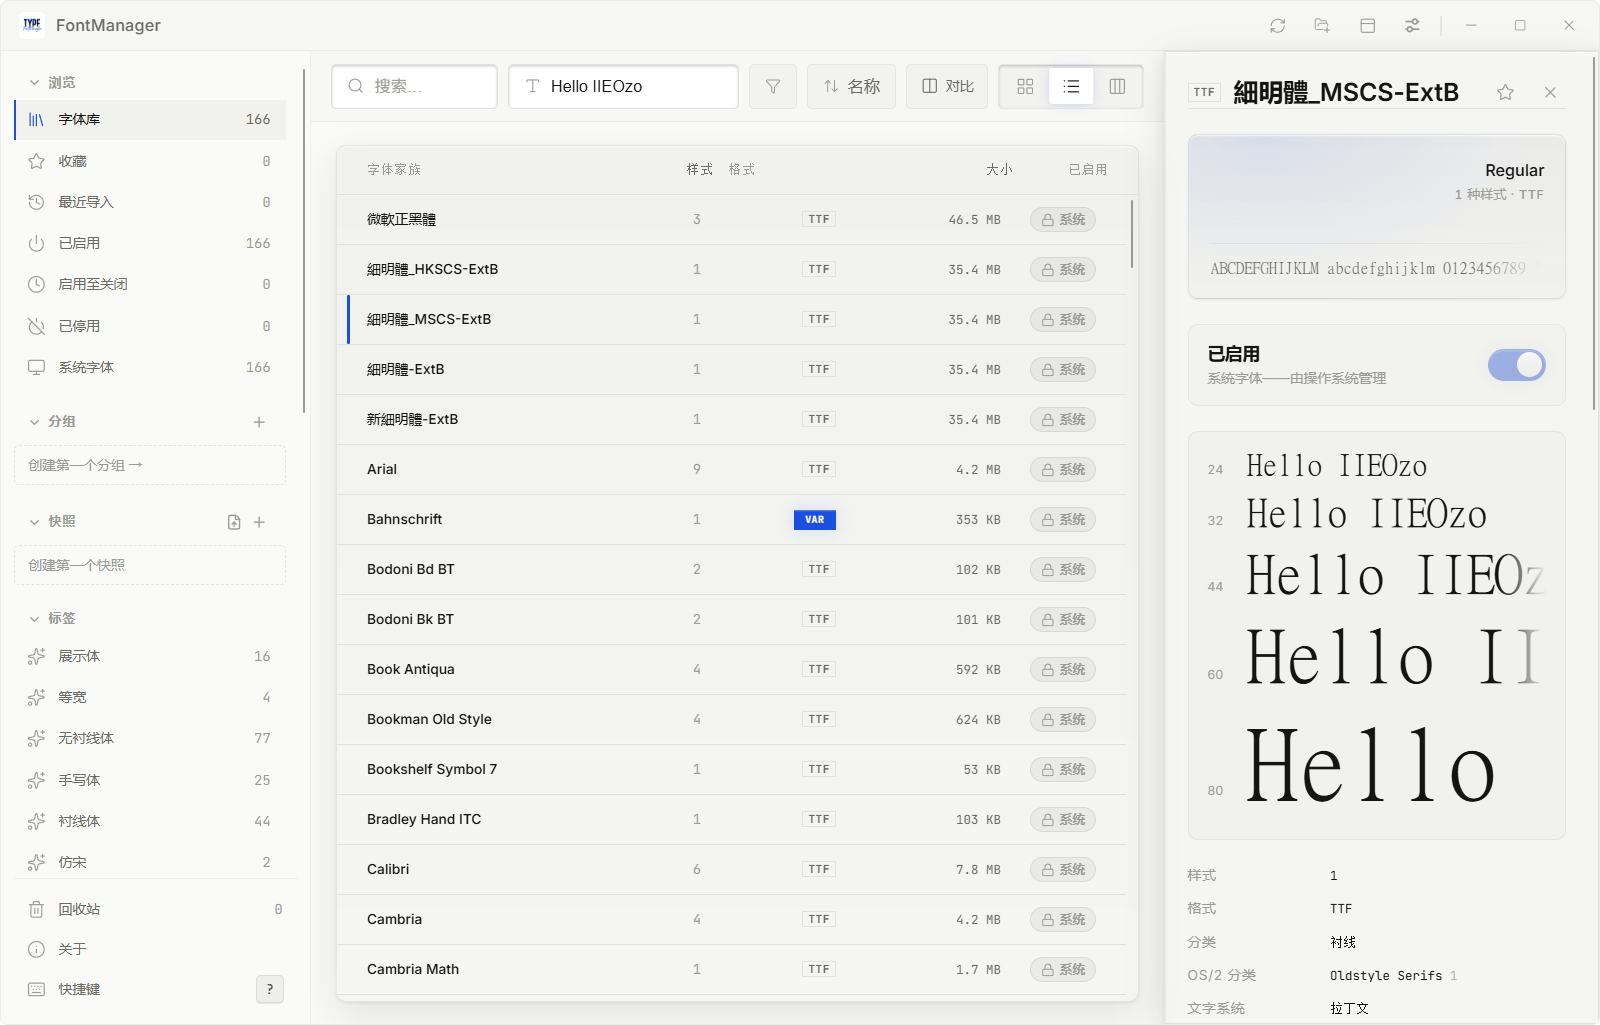 TYPE
FontManager
浏览
字体库 166
收藏 0
最近导入 0
已启用 166
启用至关闭 0
已停用 0
系统字体 166
分组
创建第一个分组 →
快照
创建第一个快照
标签
展示体 16
等宽 4
无衬线体 77
手写体 25
衬线体 44
仿宋 2
回收站 0
关于
快捷键 ?
搜索...
Hello IIEOzo
名称
对比
字体家族 样式 格式 大小 已启用
微軟正黑體 3 TTF 46.5 MB 系统
細明體_HKSCS-ExtB 1 TTF 35.4 MB 系统
細明體_MSCS-ExtB 1 TTF 35.4 MB 系统
細明體-ExtB 1 TTF 35.4 MB 系统
新細明體-ExtB 1 TTF 35.4 MB 系统
Arial 9 TTF 4.2 MB 系统
Bahnschrift 1 VAR 353 KB 系统
Bodoni Bd BT 2 TTF 102 KB 系统
Bodoni Bk BT 2 TTF 101 KB 系统
Book Antiqua 4 TTF 592 KB 系统
Bookman Old Style 4 TTF 624 KB 系统
Bookshelf Symbol 7 1 TTF 53 KB 系统
Bradley Hand ITC 1 TTF 103 KB 系统
Calibri 6 TTF 7.8 MB 系统
Cambria 4 TTF 4.2 MB 系统
Cambria Math 1 TTF 1.7 MB 系统
TTF 細明體_MSCS-ExtB
Regular
1 种样式 · TTF
ABCDEFGHIJKLM abcdefghijklm 0123456789
已启用
系统字体——由操作系统管理
24 Hello IIEOzo
32 Hello IIEOzo
44 Hello IIEOz
60 Hello II
80 Hello
样式 1
格式 TTF
分类 衬线
OS/2 分类 Oldstyle Serifs 1
文字系统 拉丁文